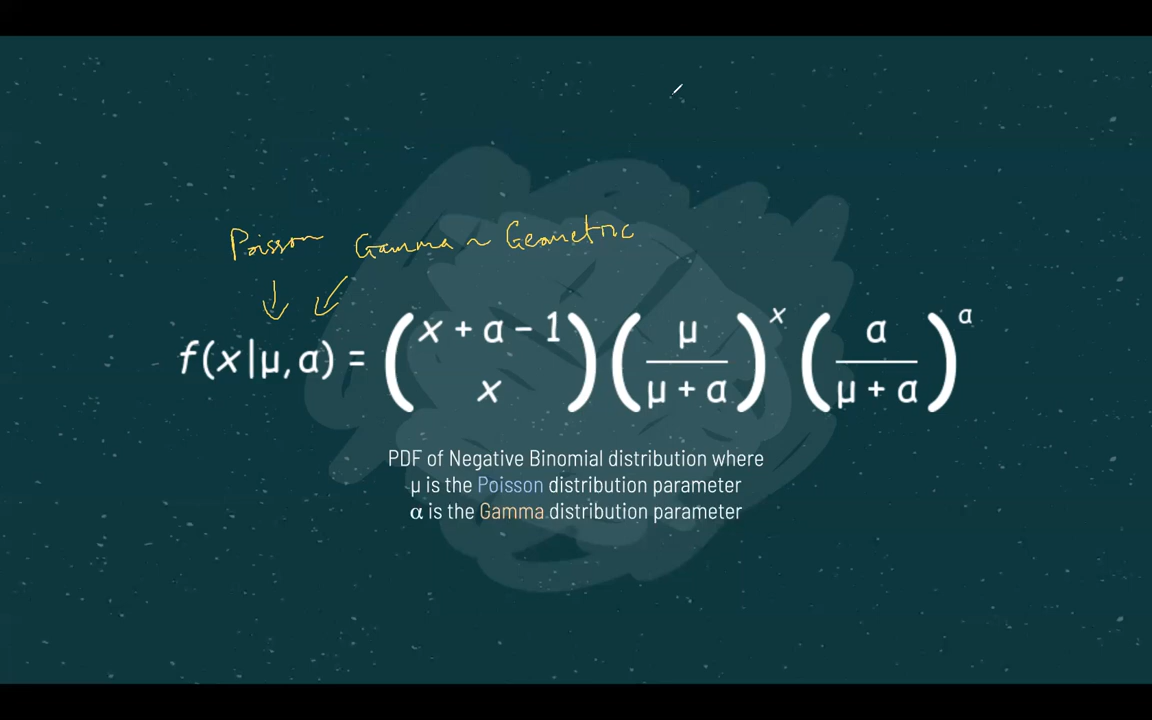 Poisson Gamma ~ Geometric
f(x|μ, α) = (x + α − 1 x) (μ / μ + α)^x (α / μ + α)^α
PDF of Negative Binomial distribution where
μ is the Poisson distribution parameter
α is the Gamma distribution parameter